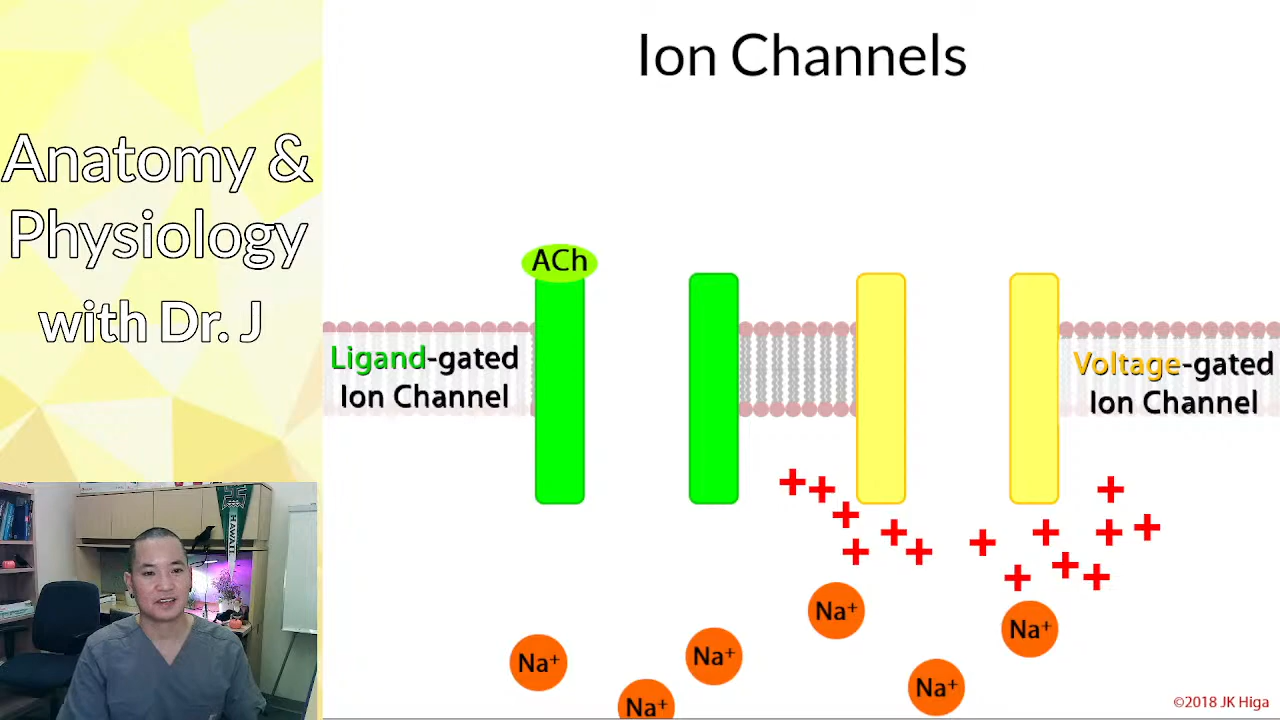 Ion Channels
Anatomy &
Physiology
with Dr. J
ACh
Ligand-gated
Ion Channel
Voltage-gated
Ion Channel
+ + + + + + + + + + + + +
Na⁺
Na⁺
Na⁺
Na⁺
Na⁺
Na⁺
HAWAII
©2018 JK Higa